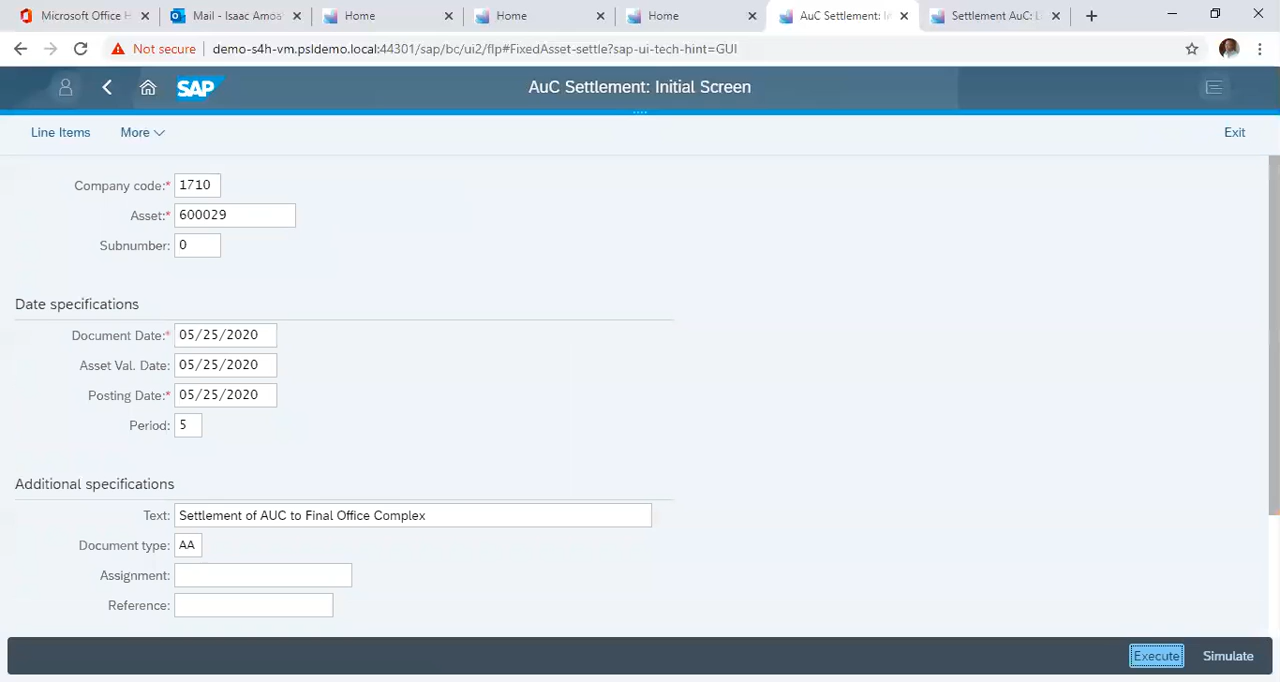 Microsoft Office H
Mail - Isaac Amoa
Home
Home
Home
AuC Settlement: I
Settlement AuC: L
Not secure
demo-s4h-vm.psldemo.local:44301/sap/bc/ui2/flp#FixedAsset-settle?sap-ui-tech-hint=GUI
SAP
AuC Settlement: Initial Screen
Line Items
More
Exit
Company code:* 1710
Asset:* 600029
Subnumber: 0
Date specifications
Document Date:* 05/25/2020
Asset Val. Date: 05/25/2020
Posting Date:* 05/25/2020
Period: 5
Additional specifications
Text: Settlement of AUC to Final Office Complex
Document type: AA
Assignment:
Reference:
Execute
Simulate